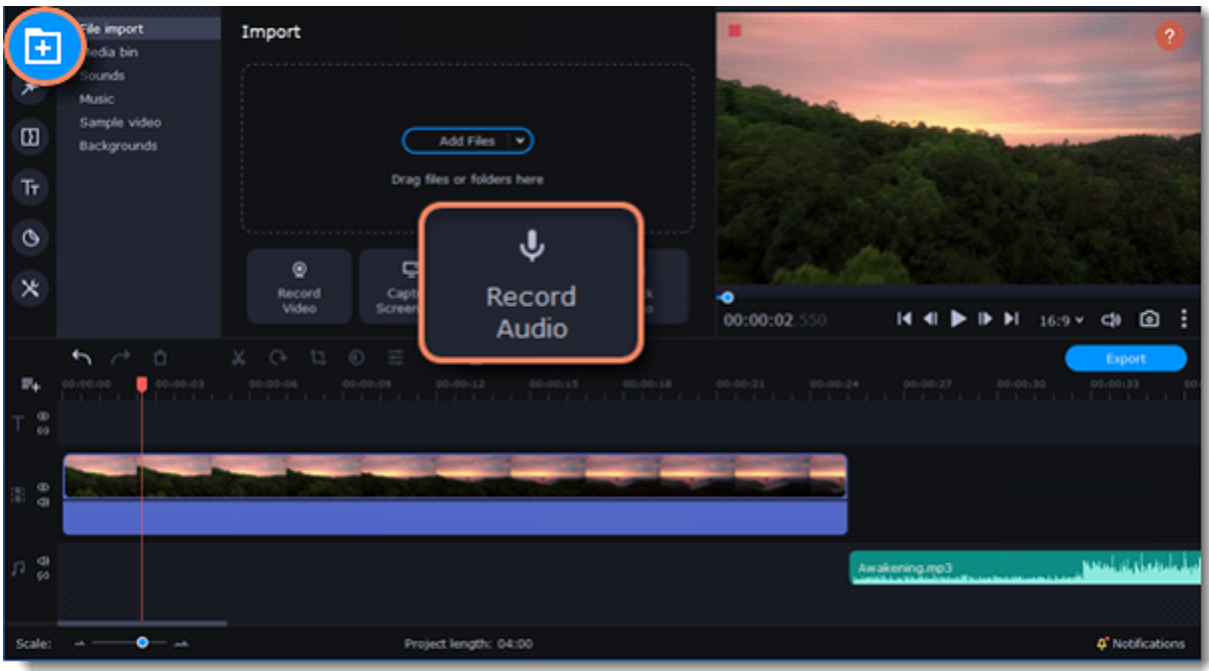 File import
Media bin
Sounds
Music
Sample video
Backgrounds
Import
Add Files
Drag files or folders here
Record
Video
Record
Audio
?
00:00:02.550
16:9
Export
00:00:00
00:00:03
00:00:06
00:00:09
00:00:12
00:00:15
00:00:18
00:00:21
00:00:24
00:00:27
00:00:30
00:00:33
Awakening.mp3
Scale:
Project length: 04:00
Notifications